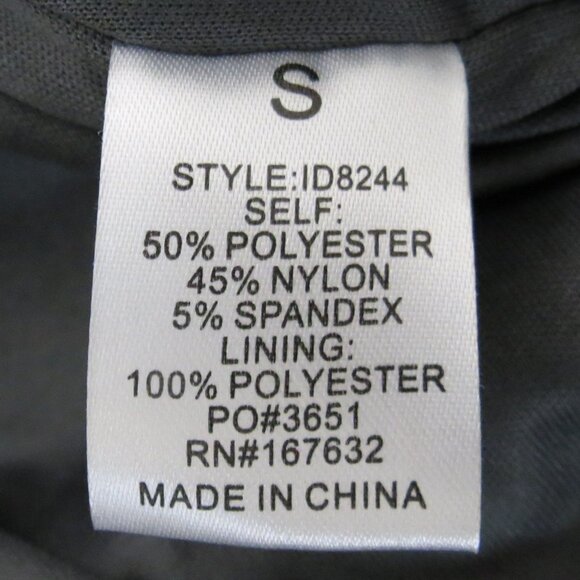 S
STYLE:ID8244
SELF:
50% POLYESTER
45% NYLON
5% SPANDEX
LINING:
100% POLYESTER
PO#3651
RN#167632
MADE IN CHINA